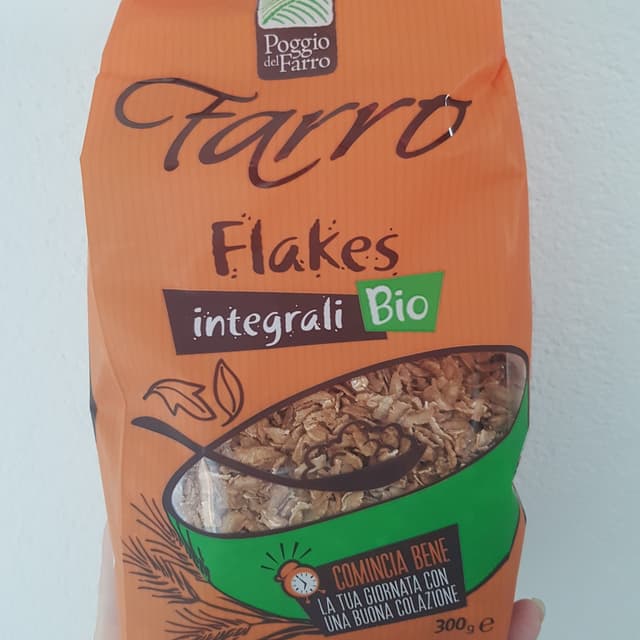 Poggio
del Farro
Farro
Flakes
integrali Bio
COMINCIA BENE
LA TUA GIORNATA CON
UNA BUONA COLAZIONE
300g e